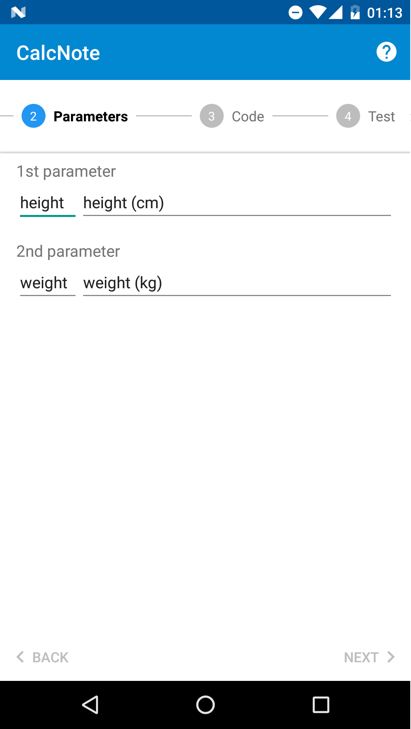 01:13
CalcNote
2 Parameters 3 Code 4 Test
1st parameter
height height (cm)
2nd parameter
weight weight (kg)
BACK NEXT